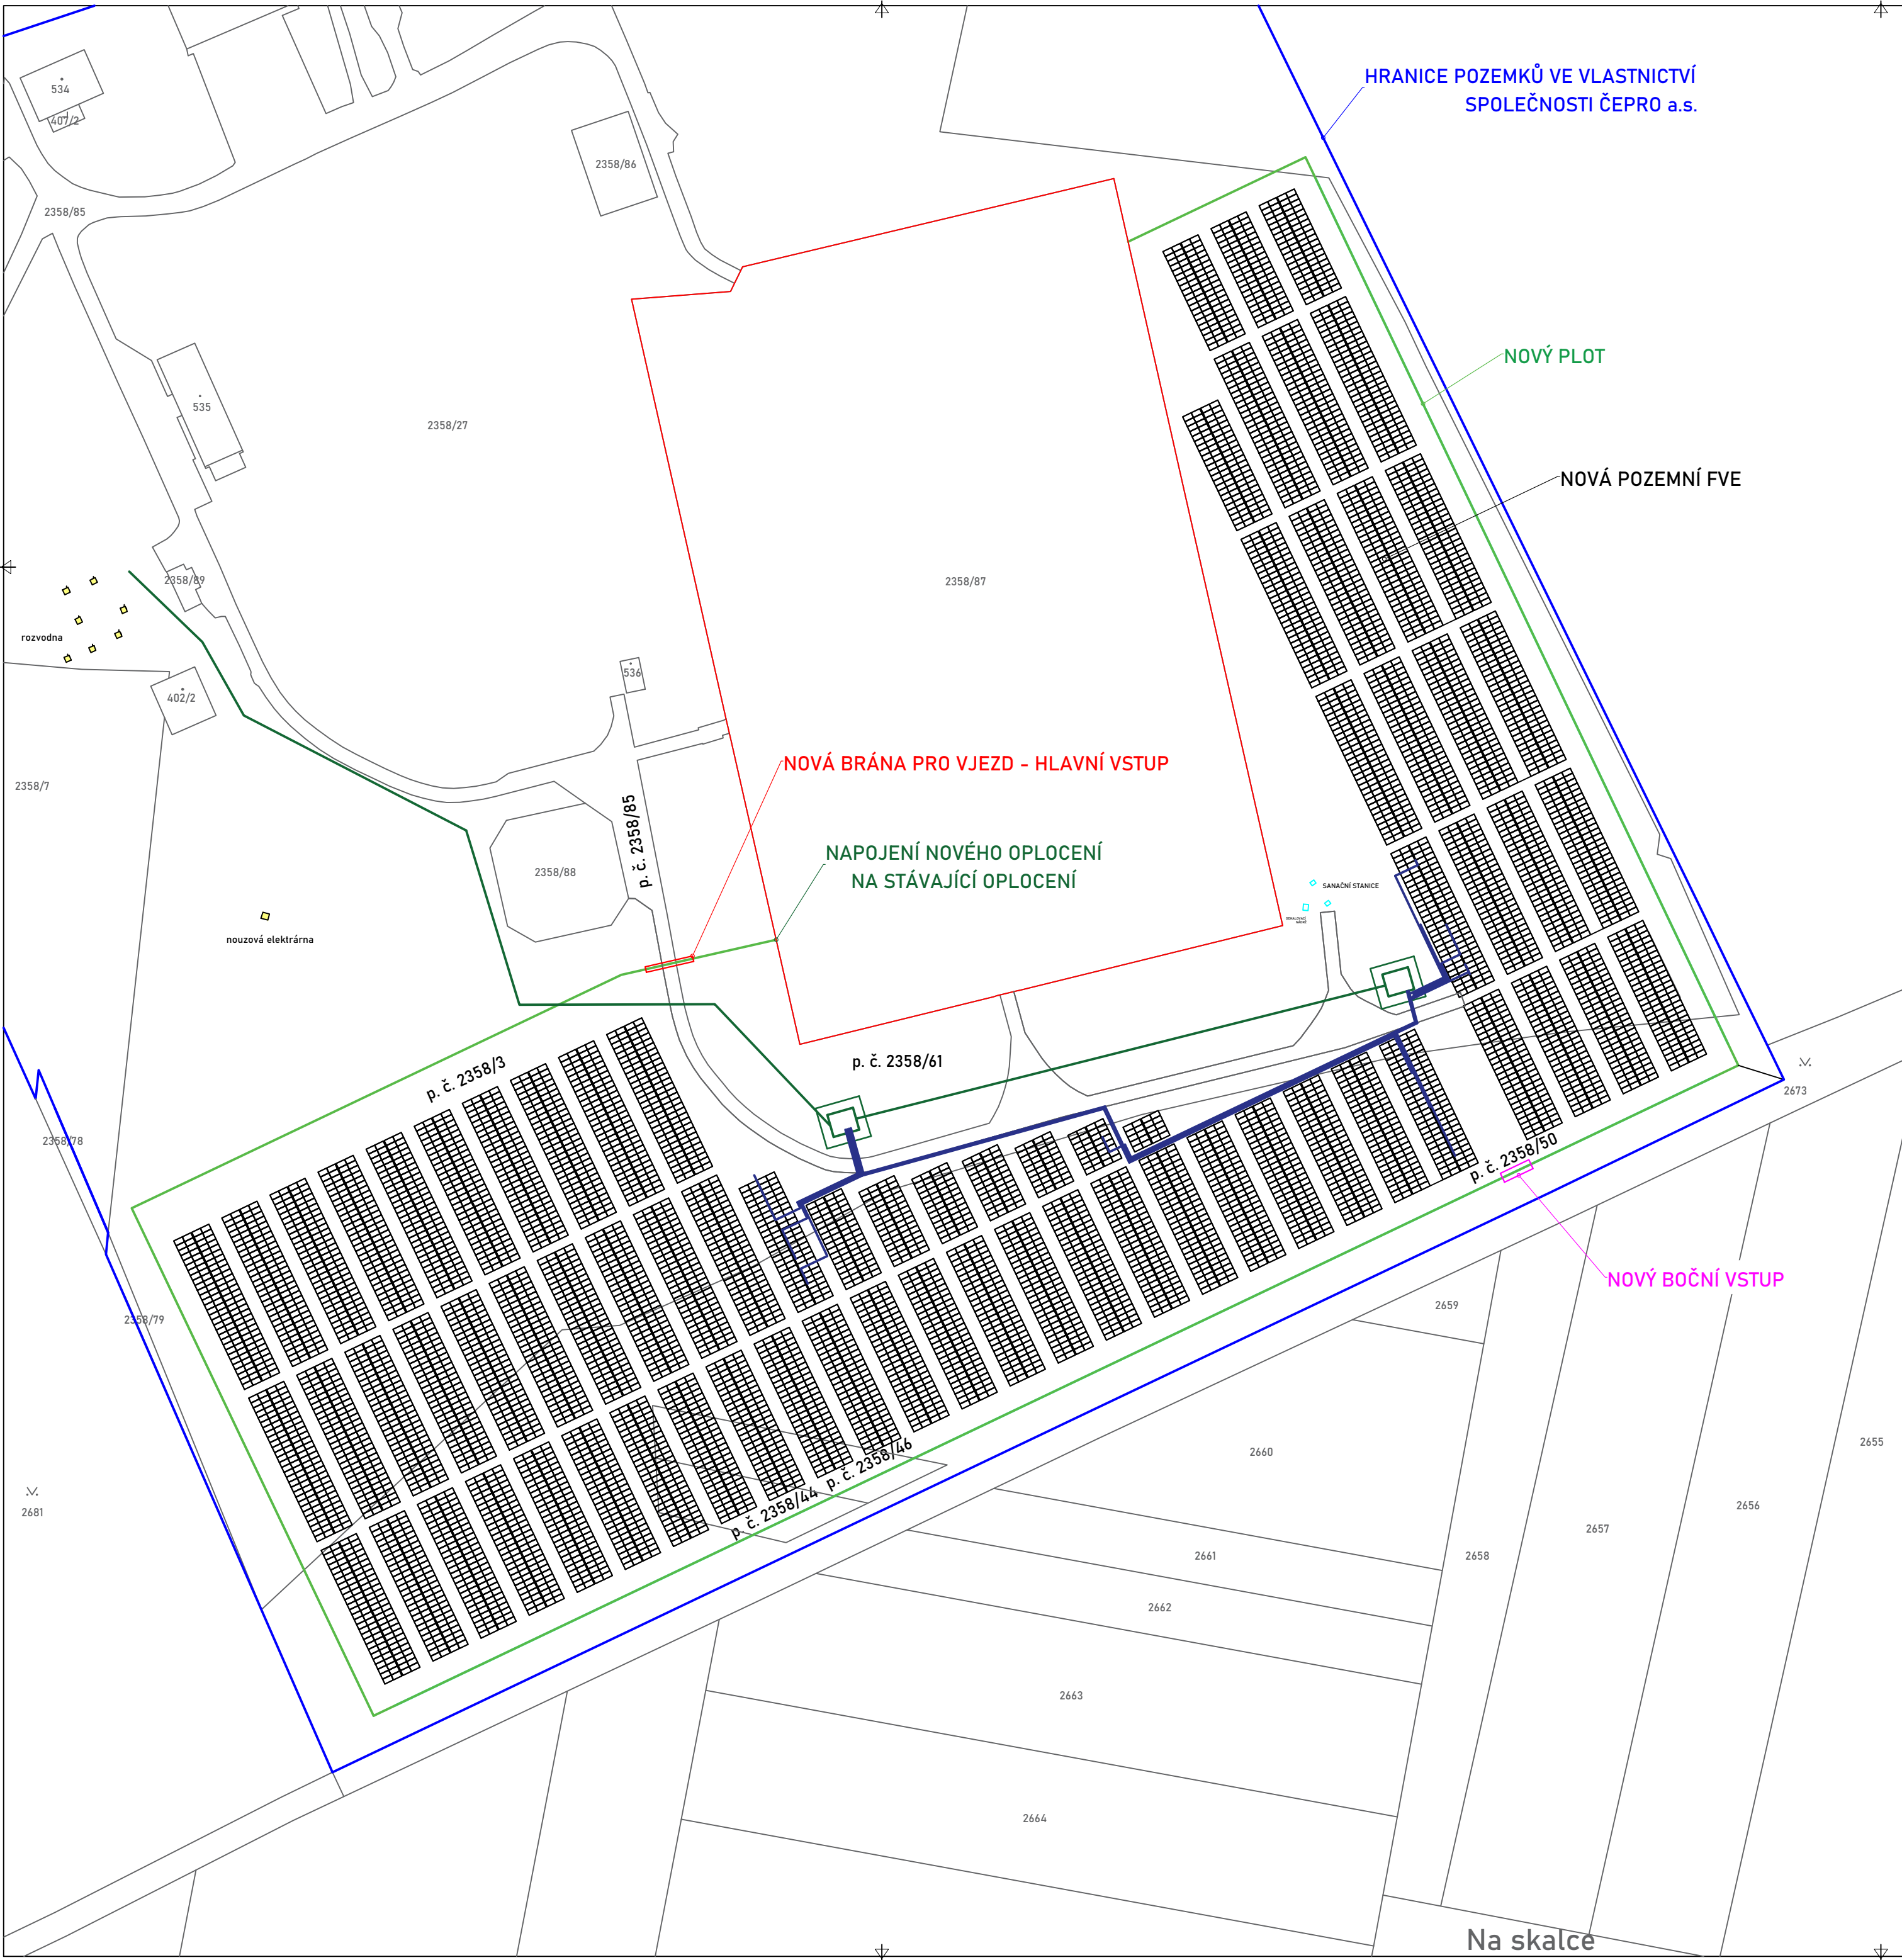 HRANICE POZEMKŮ VE VLASTNICTVÍ
SPOLEČNOSTI ČEPRO a.s.
534
407/2
2358/86
2358/85
NOVÝ PLOT
535
2358/27
NOVÁ POZEMNÍ FVE
2358/89
2358/87
rozvodna
536
402/2
2358/7
NOVÁ BRÁNA PRO VJEZD - HLAVNÍ VSTUP
p. č. 2358/85
NAPOJENÍ NOVÉHO OPLOCENÍ
NA STÁVAJÍCÍ OPLOCENÍ
2358/88
SANAČNÍ STANICE
nouzová elektrárna
p. č. 2358/3
p. č. 2358/61
2673
2358/78
p. č. 2358/50
NOVÝ BOČNÍ VSTUP
2659
2358/79
2655
p. č. 2358/46
2660
p. č. 2358/44
2656
2681
2657
2661
2658
2662
2663
2664
Na skalce